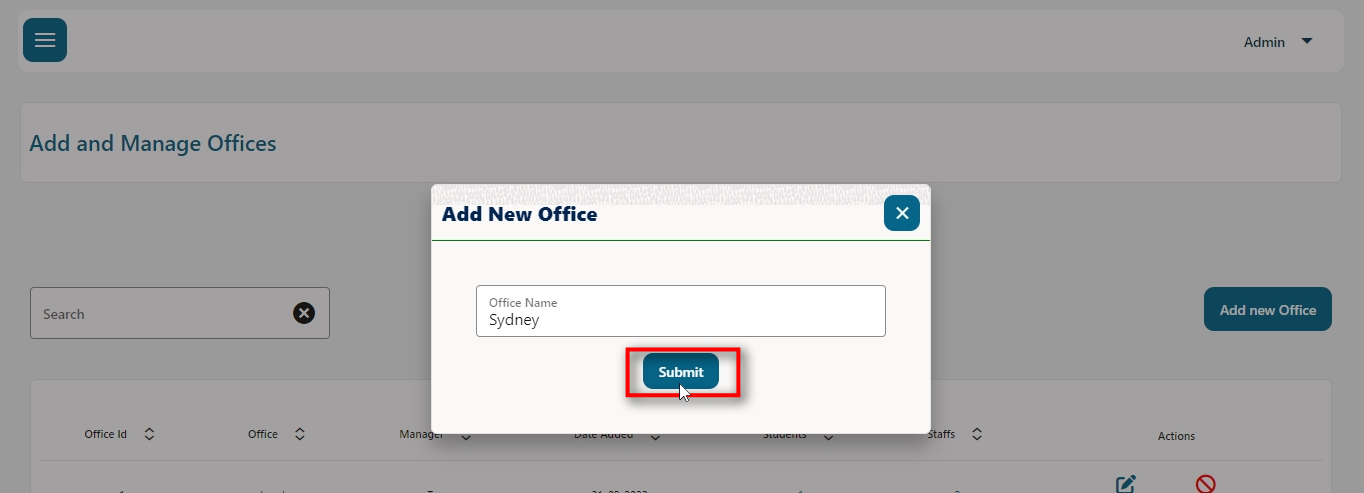 Admin
Add and Manage Offices
Add New Office
Office Name
Sydney
Search
Add new Office
Submit
Office Id Office Manager Date Added Students Staffs Actions